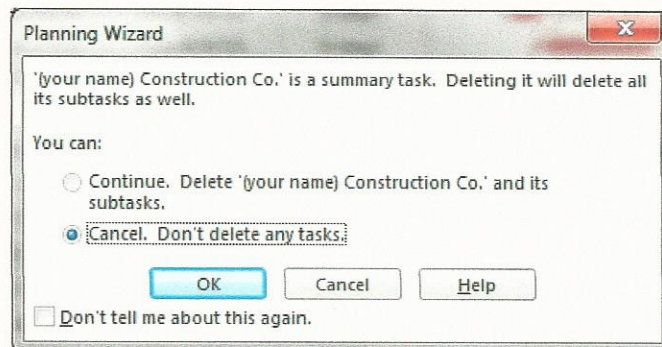 Planning Wizard
'(your name) Construction Co.' is a summary task. Deleting it will delete all
its subtasks as well.
You can:
Continue. Delete '(your name) Construction Co.' and its
subtasks.
Cancel. Don't delete any tasks.
OK Cancel Help
Don't tell me about this again.